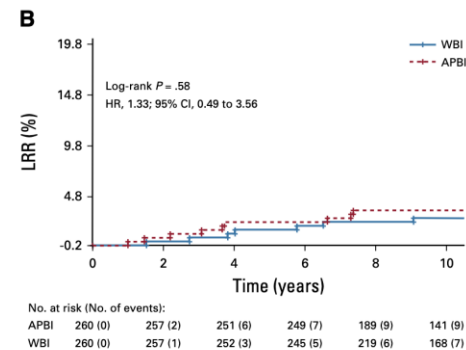 B
19.8
14.8
9.8
4.8
-0.2
LRR (%)
WBI
APBI
Log-rank P = .58
HR, 1.33; 95% CI, 0.49 to 3.56
0 2 4 6 8 10
Time (years)
No. at risk (No. of events):
APBI 260 (0) 257 (2) 251 (6) 249 (7) 189 (9) 141 (9)
WBI 260 (0) 257 (1) 252 (3) 245 (5) 219 (6) 168 (7)